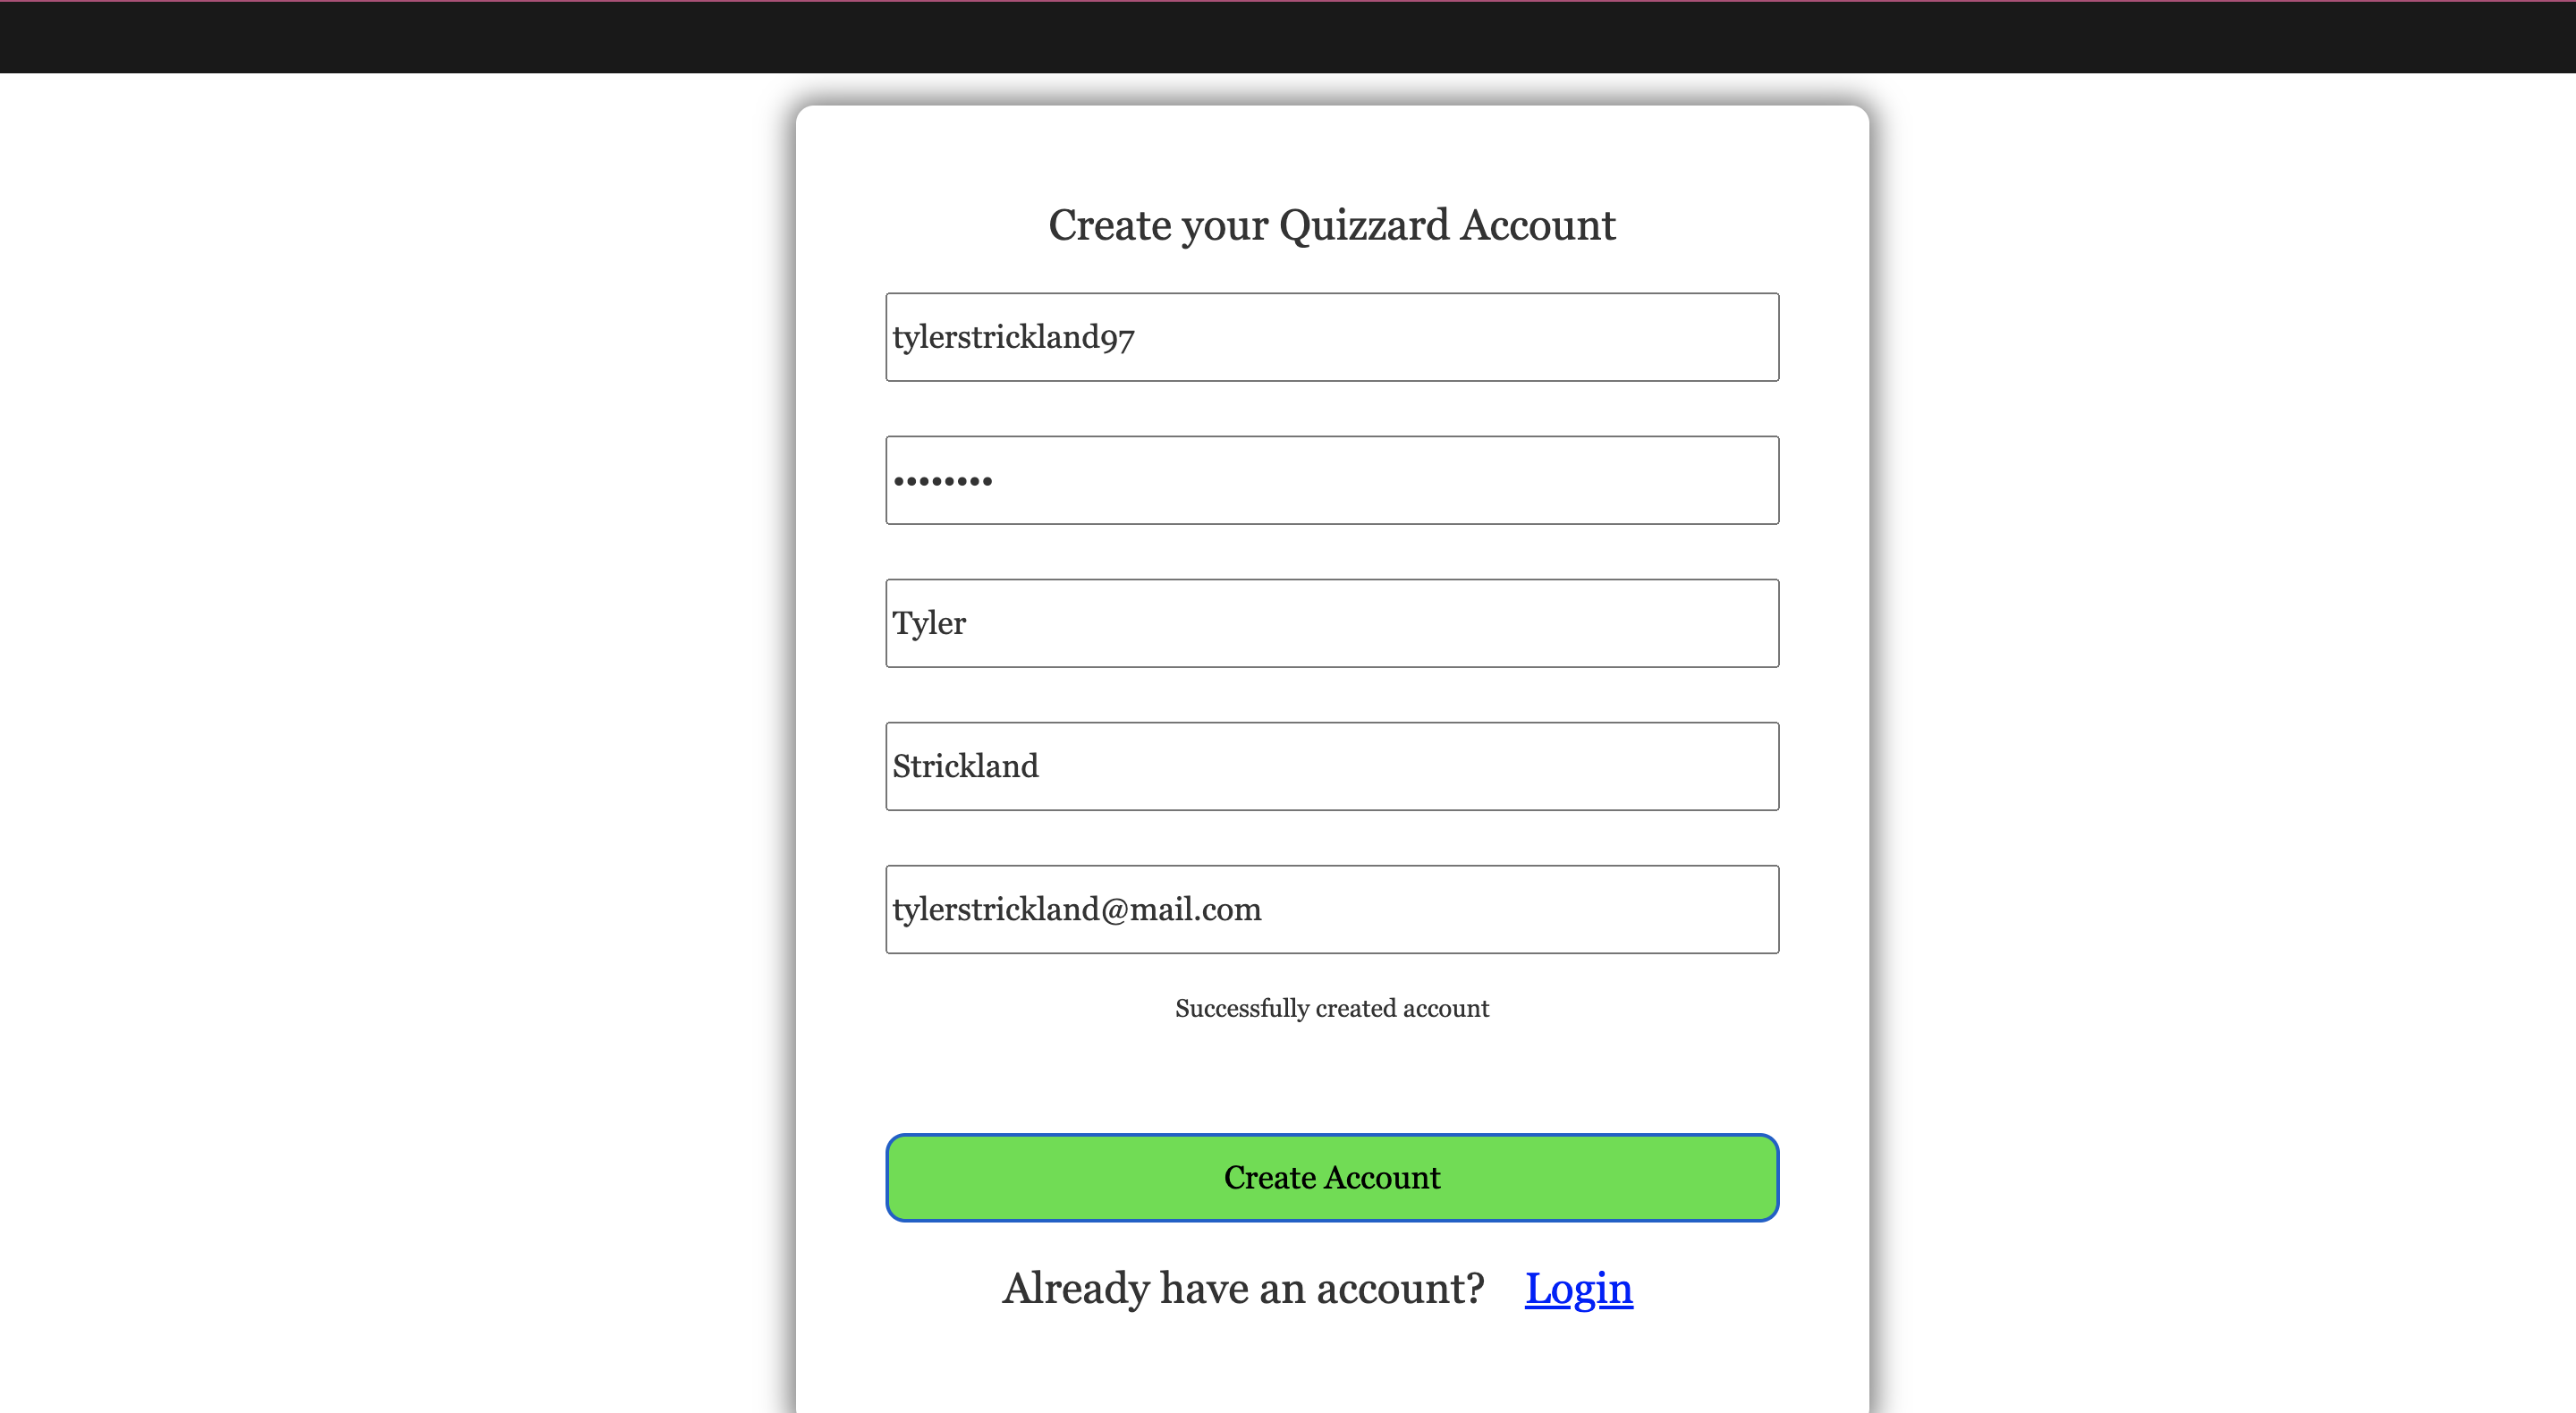 Create your Quizzard Account
tylerstrickland97
••••••••
Tyler
Strickland
tylerstrickland@mail.com
Successfully created account
Create Account
Already have an account? Login